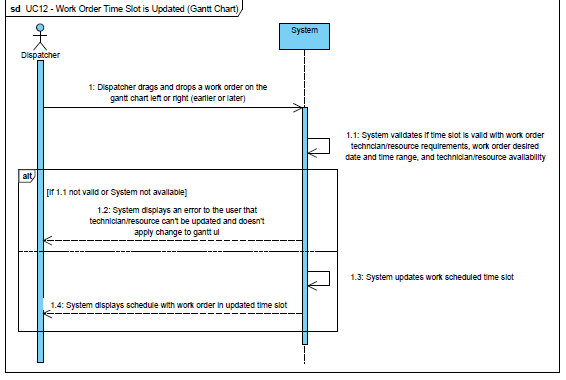 sd UC12 - Work Order Time Slot is Updated (Gantt Chart)
System
Dispatcher
1: Dispatcher drags and drops a work order on the
gantt chart left or right (earlier or later)
1.1: System validates if time slot is valid with work order
technician/resource requirements, work order desired
date and time range, and technician/resource availability
alt
[If 1.1 not valid or System not available]
1.2: System displays an error to the user that
technician/resource can't be updated and doesn't
apply change to gantt ui
1.3: System updates work scheduled time slot
1.4: System displays schedule with work order in updated time slot